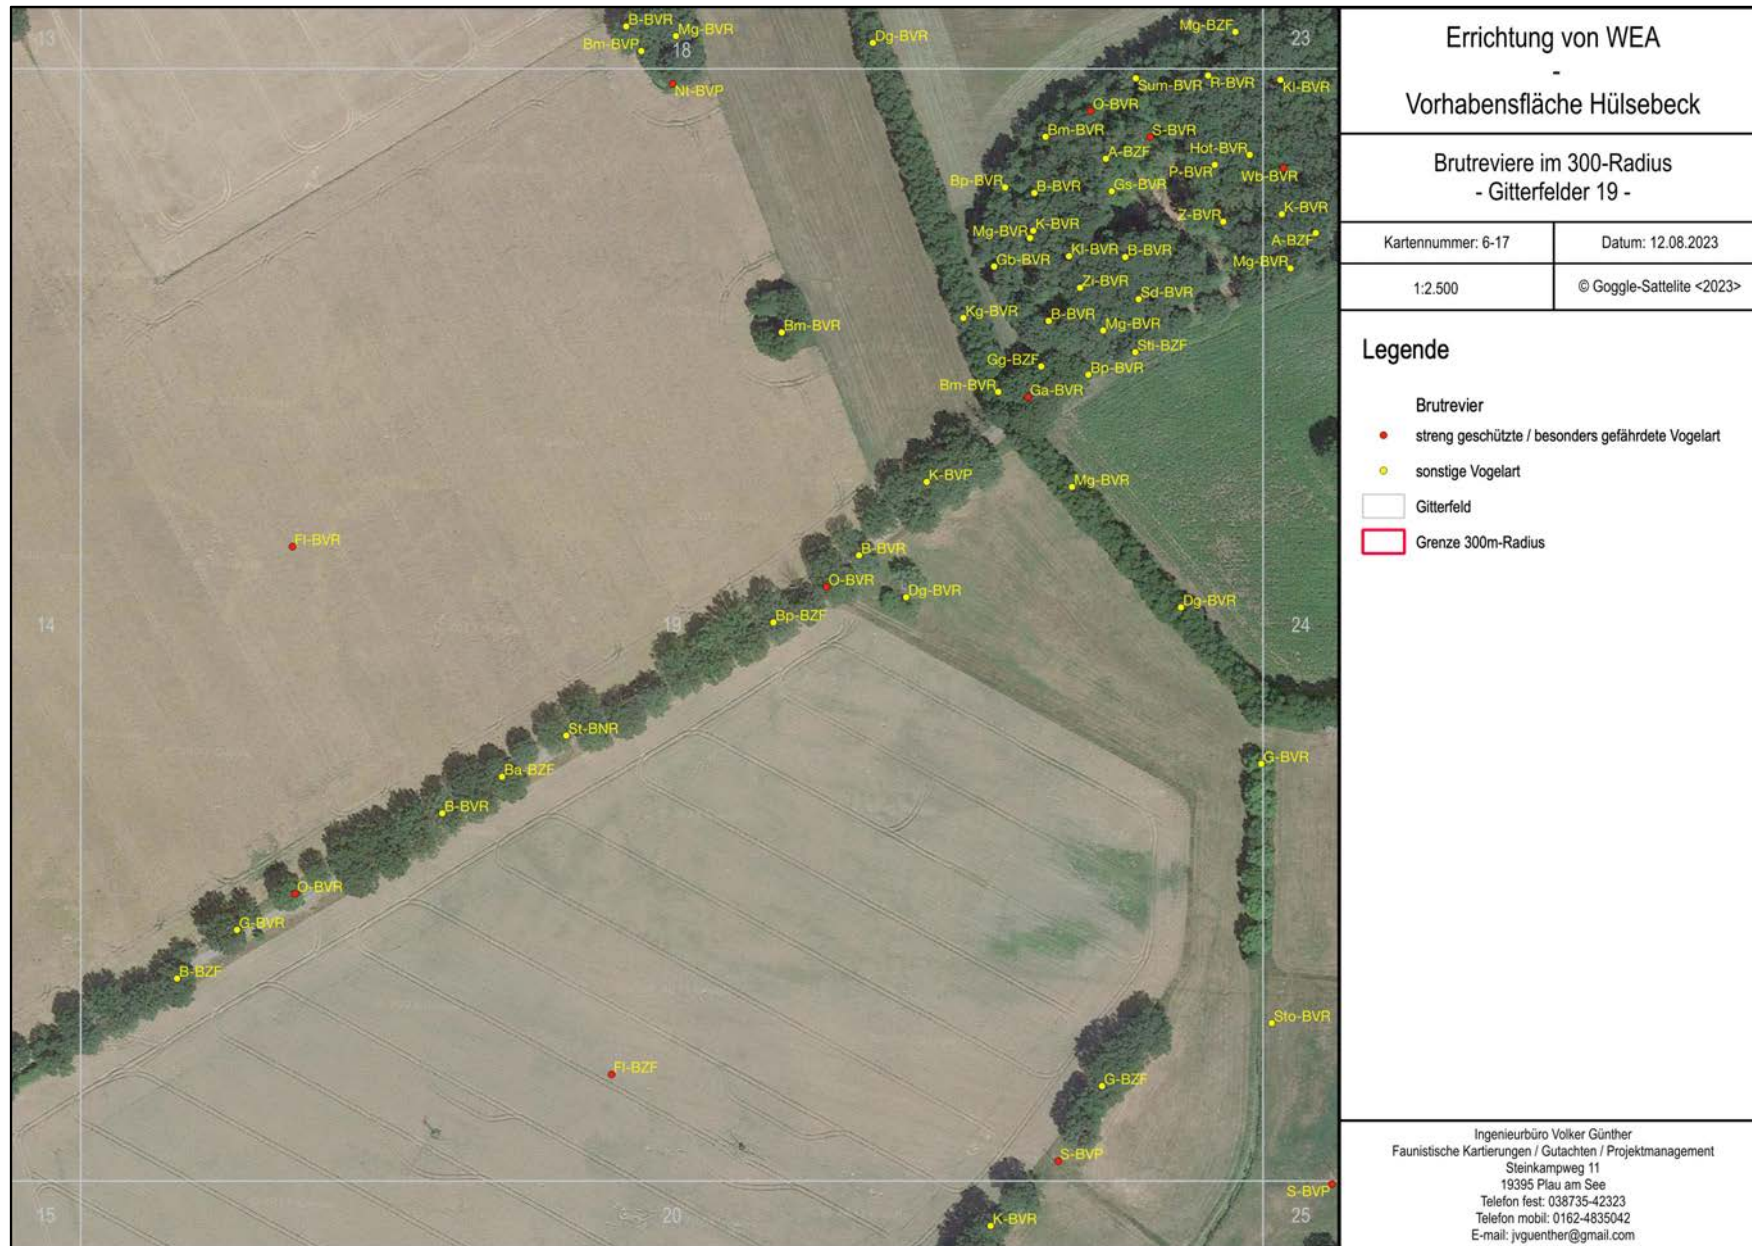 13
B-BVR
Mg-BVR
Bm-BVP
18
Nt-BVP
Dg-BVR
Mg-BZF
23
Sum-BVR
R-BVR
Kl-BVR
O-BVR
Bm-BVR
S-BVR
A-BZF
Hot-BVR
P-BVR
Wb-BVR
Bp-BVR
B-BVR
Gs-BVR
K-BVR
Z-BVR
K-BVR
Mg-BVR
A-BZF
Gb-BVR
Kl-BVR
B-BVR
Mg-BVR
Zi-BVR
Sd-BVR
Kg-BVR
B-BVR
Mg-BVR
Bm-BVR
Sti-BZF
Gg-BZF
Bp-BVR
Bm-BVR
Ga-BVR
K-BVP
Mg-BVR
Fl-BVR
B-BVR
O-BVR
Dg-BVR
Dg-BVR
14
19
Bp-BZF
24
St-BNR
Ba-BZF
G-BVR
B-BVR
O-BVR
G-BVR
B-BZF
Sto-BVR
Fl-BZF
G-BZF
S-BVP
S-BVP
15
20
K-BVR
25
Errichtung von WEA
-
Vorhabensfläche Hülsebeck
Brutreviere im 300-Radius
- Gitterfelder 19 -
Kartennummer: 6-17
Datum: 12.08.2023
1:2.500
© Goggle-Sattelite <2023>
Legende
Brutrevier
streng geschützte / besonders gefährdete Vogelart
sonstige Vogelart
Gitterfeld
Grenze 300m-Radius
Ingenieurbüro Volker Günther
Faunistische Kartierungen / Gutachten / Projektmanagement
Steinkampweg 11
19395 Plau am See
Telefon fest: 038735-42323
Telefon mobil: 0162-4835042
E-mail: jvguenther@gmail.com